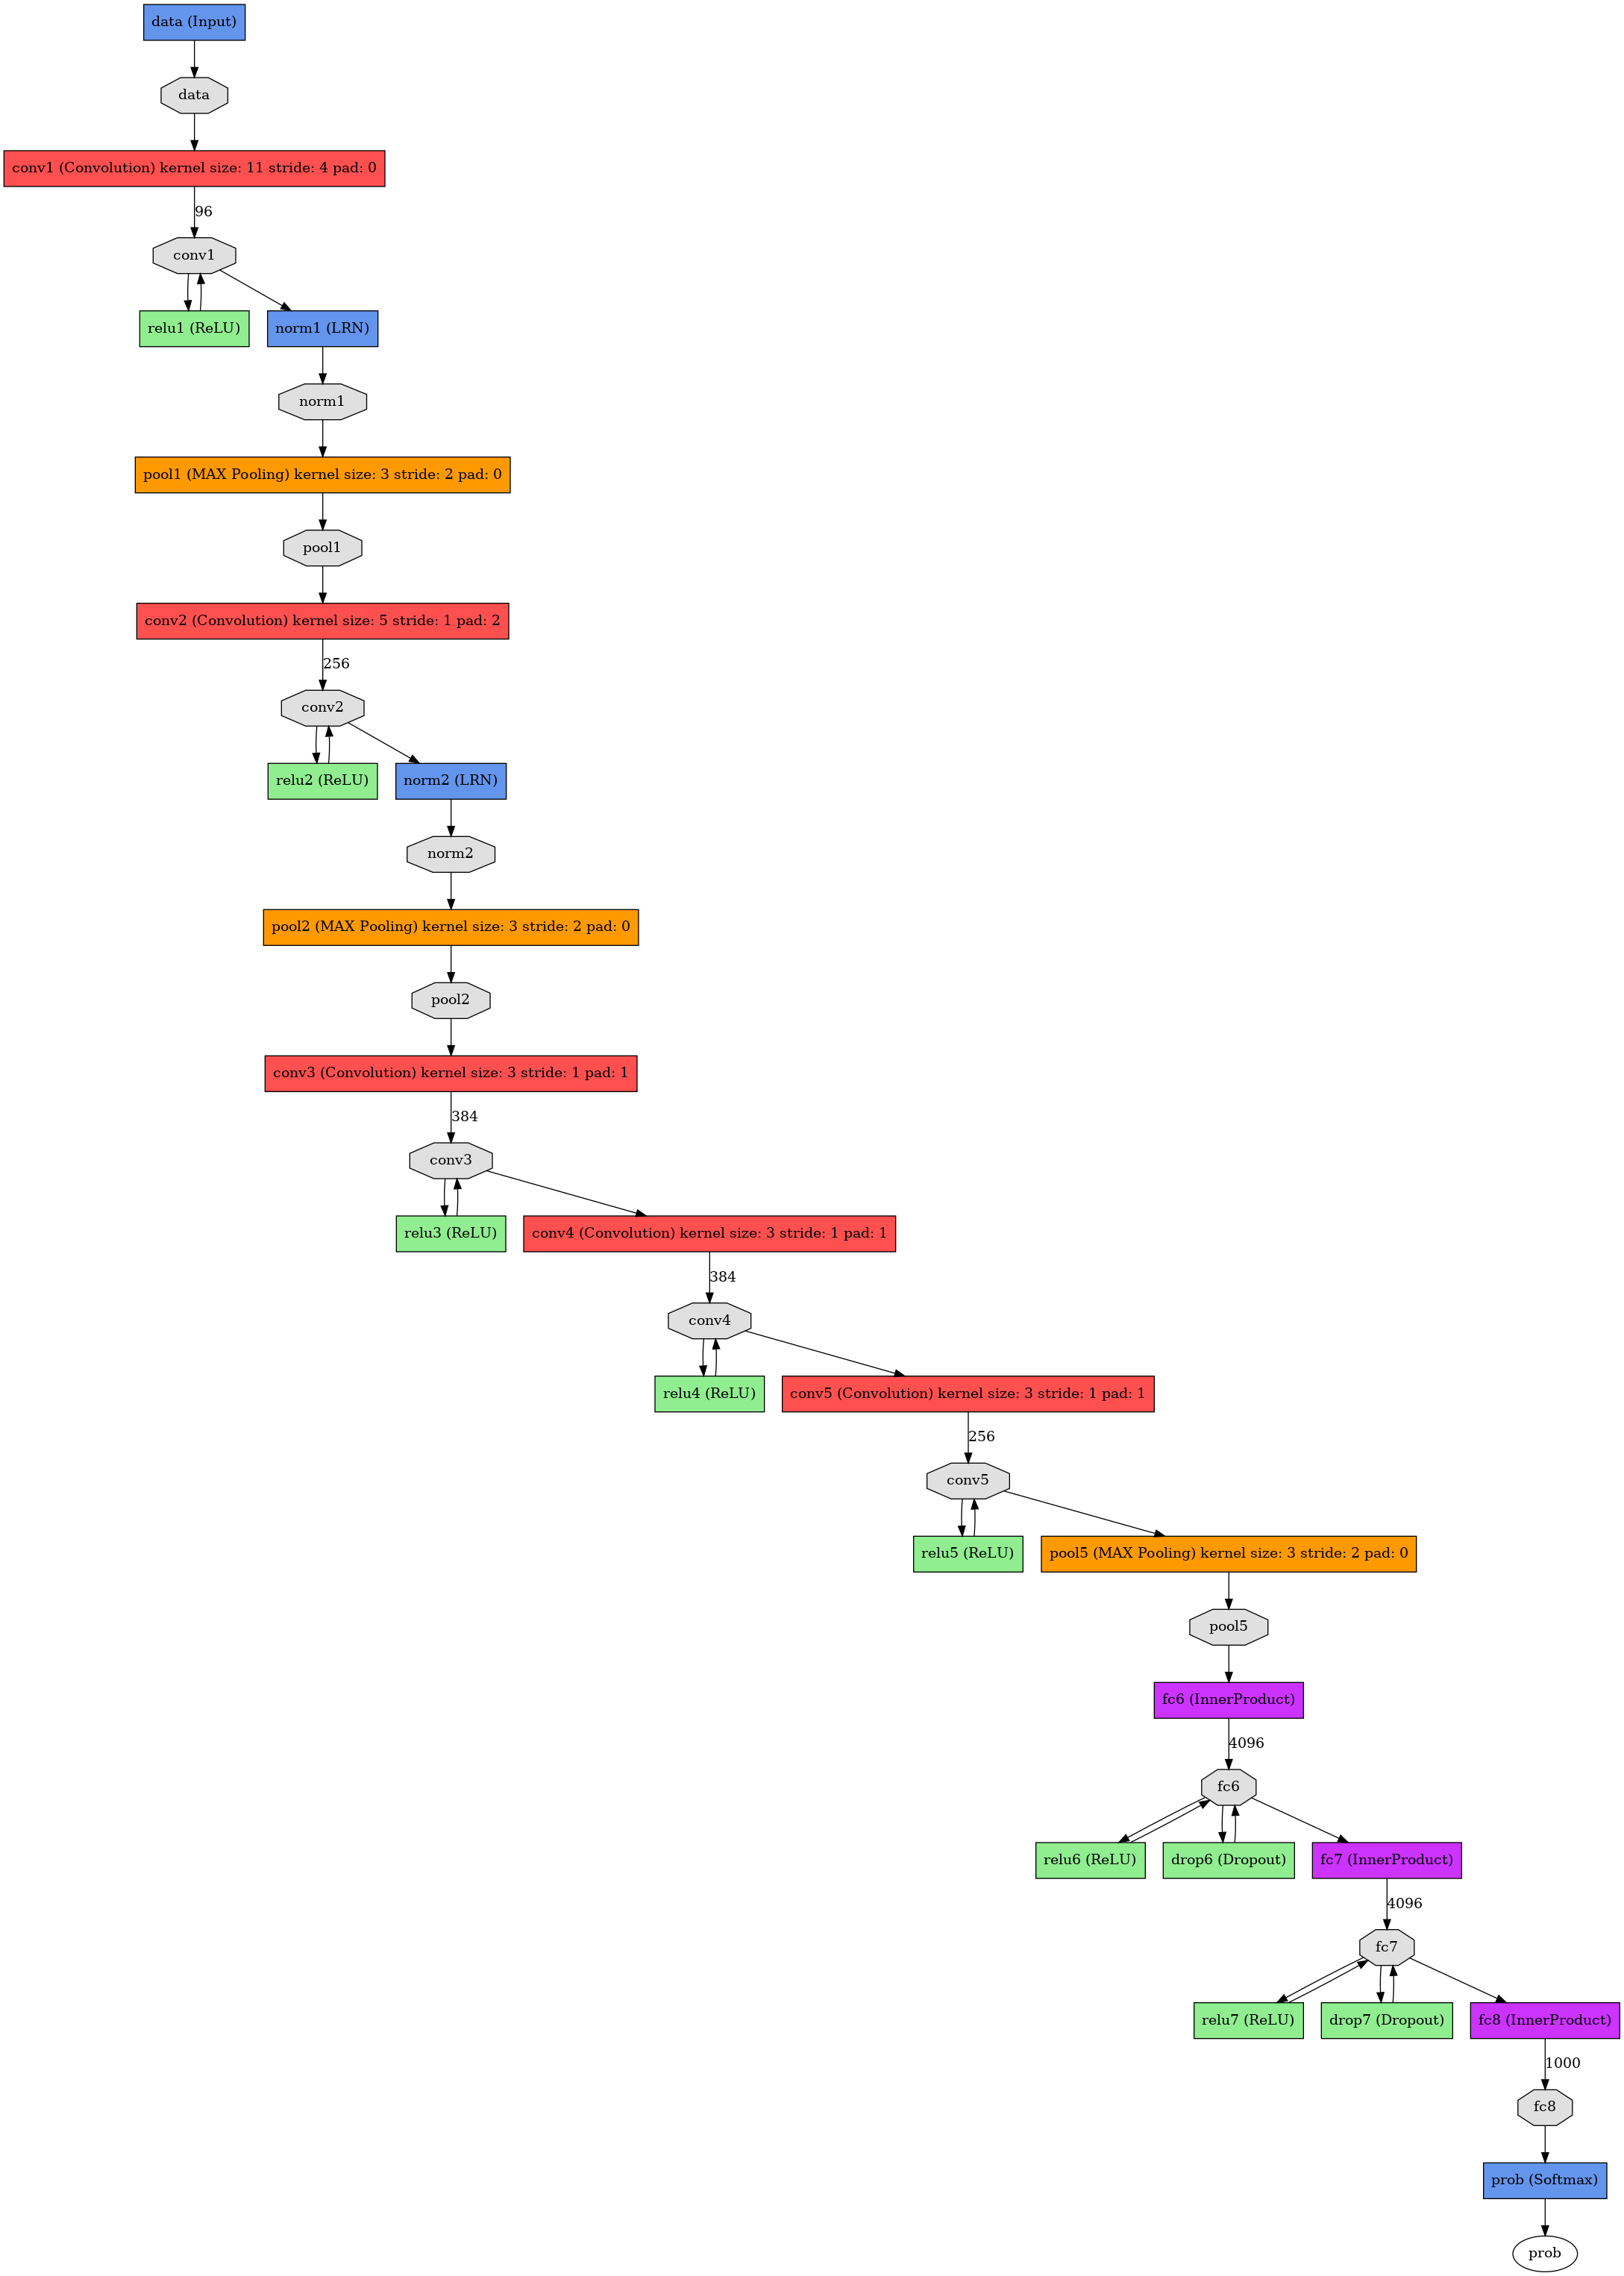 data (Input)
data
conv1 (Convolution) kernel size: 11 stride: 4 pad: 0
96
conv1
relu1 (ReLU)
norm1 (LRN)
norm1
pool1 (MAX Pooling) kernel size: 3 stride: 2 pad: 0
pool1
conv2 (Convolution) kernel size: 5 stride: 1 pad: 2
256
conv2
relu2 (ReLU)
norm2 (LRN)
norm2
pool2 (MAX Pooling) kernel size: 3 stride: 2 pad: 0
pool2
conv3 (Convolution) kernel size: 3 stride: 1 pad: 1
384
conv3
relu3 (ReLU)
conv4 (Convolution) kernel size: 3 stride: 1 pad: 1
384
conv4
relu4 (ReLU)
conv5 (Convolution) kernel size: 3 stride: 1 pad: 1
256
conv5
relu5 (ReLU)
pool5 (MAX Pooling) kernel size: 3 stride: 2 pad: 0
pool5
fc6 (InnerProduct)
4096
fc6
relu6 (ReLU)
drop6 (Dropout)
fc7 (InnerProduct)
4096
fc7
relu7 (ReLU)
drop7 (Dropout)
fc8 (InnerProduct)
1000
fc8
prob (Softmax)
prob